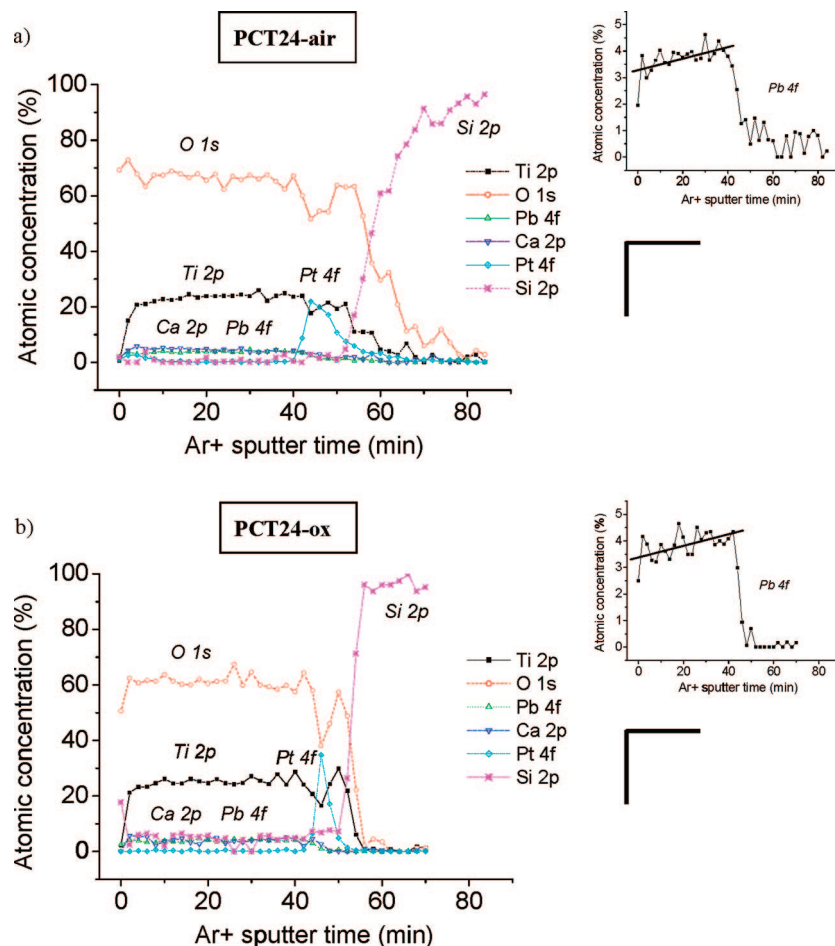 a)
PCT24-air
100
80
60
40
20
0
Atomic concentration (%)
O 1s
Si 2p
Ti 2p
Pt 4f
Ca 2p
Pb 4f
0 20 40 60 80
Ar+ sputter time (min)
Ti 2p
O 1s
Pb 4f
Ca 2p
Pt 4f
Si 2p
5
4
3
2
1
0
Atomic concentration (%)
Pb 4f
0 20 40 60 80
Ar+ sputter time (min)
b)
PCT24-ox
100
80
60
40
20
0
Atomic concentration (%)
Si 2p
O 1s
Ti 2p
Pt 4f
Ca 2p
Pb 4f
0 20 40 60 80
Ar+ sputter time (min)
Ti 2p
O 1s
Pb 4f
Ca 2p
Pt 4f
Si 2p
5
4
3
2
1
0
Atomic concentration (%)
Pb 4f
0 20 40 60 80
Ar+ sputter time (min)